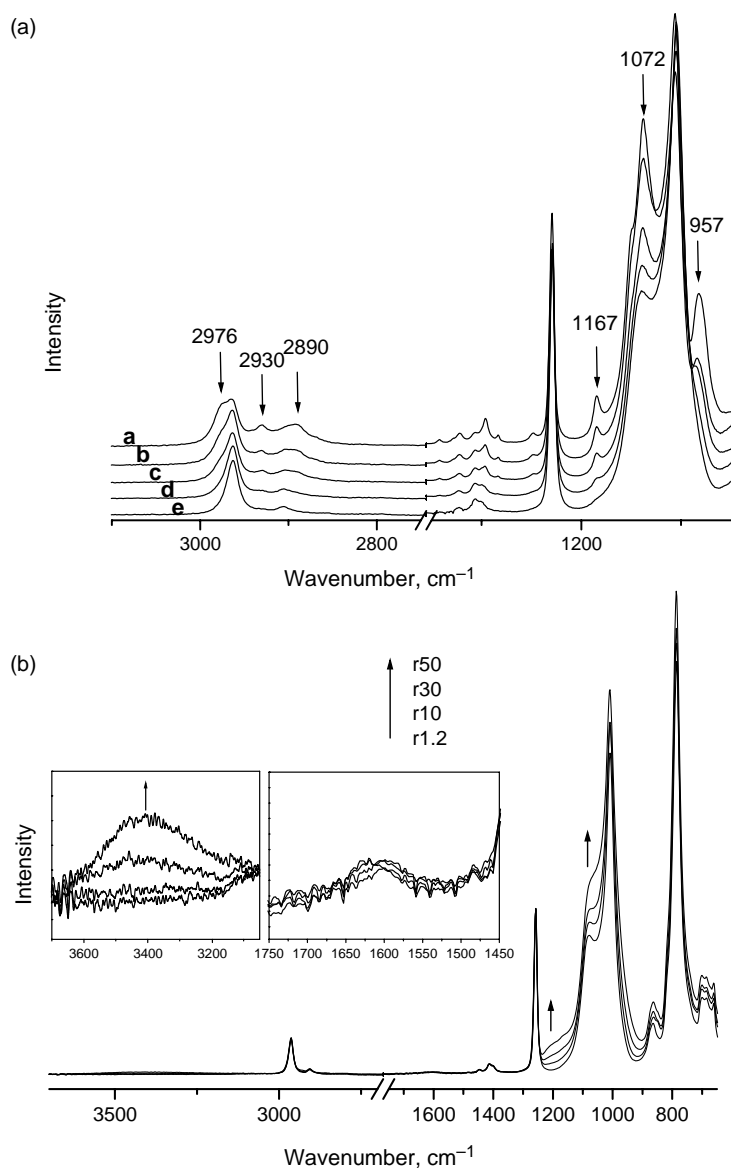 (a)
1072
957
1167
2976
2930
2890
a
b
c
d
e
Intensity
3000
2800
1200
Wavenumber, cm⁻¹
(b)
r50
r30
r10
r1.2
3600
3400
3200
1750
1700
1650
1600
1550
1500
1450
Intensity
3500
3000
1600
1400
1200
1000
800
Wavenumber, cm⁻¹